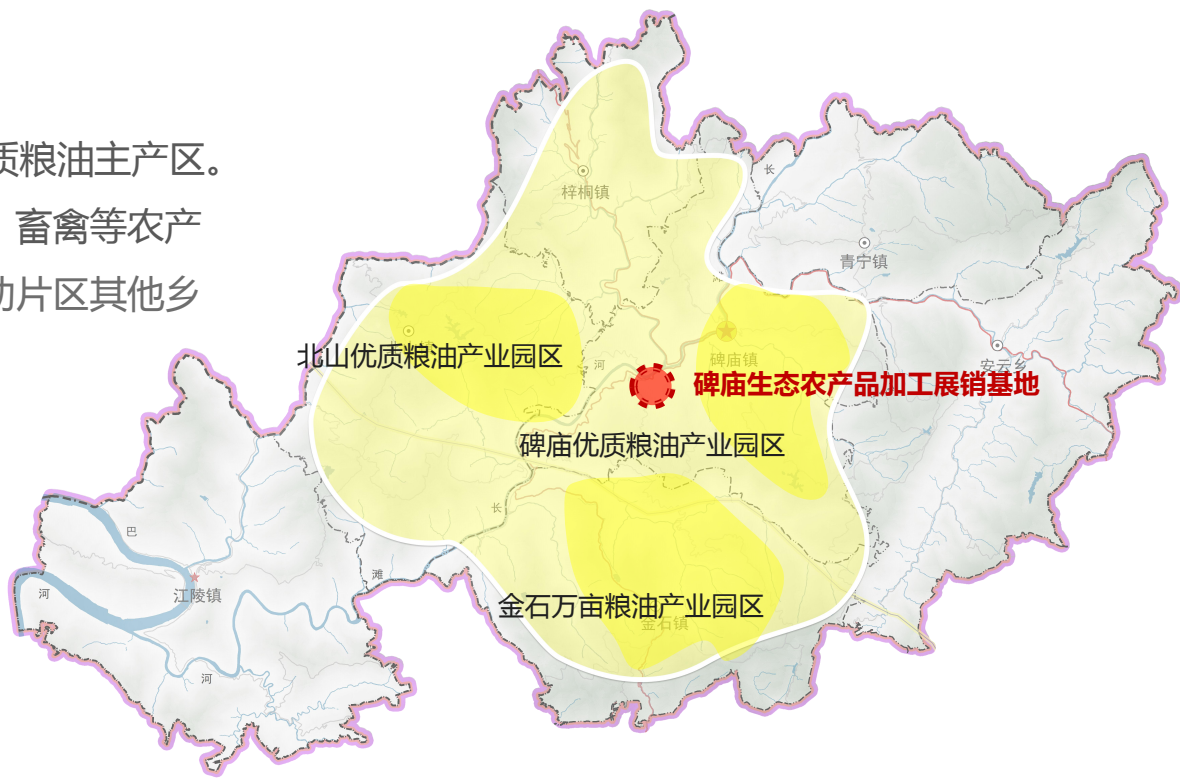 质粮油主产区。
畜禽等农产
片区其他乡
长
梓桐镇
青宁镇
河
碑庙镇
安云乡
北山优质粮油产业园区
碑庙生态农产品加工展销基地
碑庙优质粮油产业园区
长
巴
滩
河
江陵镇
金石万亩粮油产业园区
金石镇
河